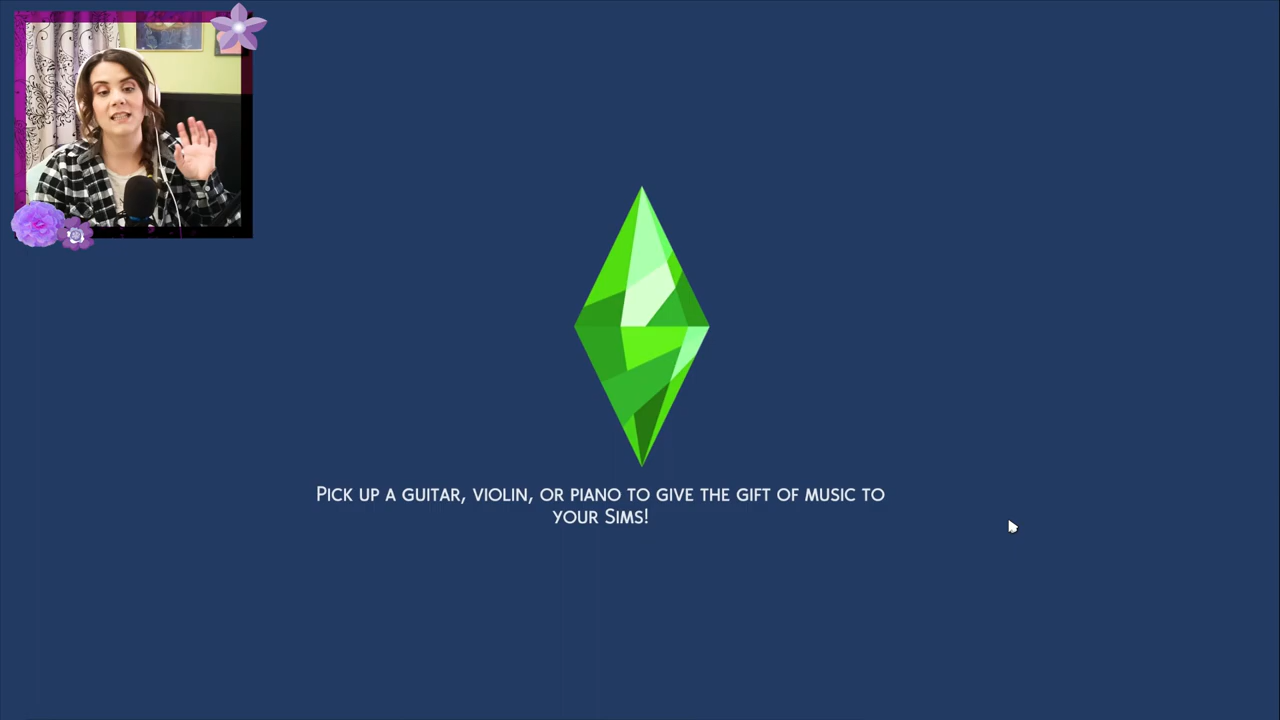 Pick up a guitar, violin, or piano to give the gift of music to
your Sims!